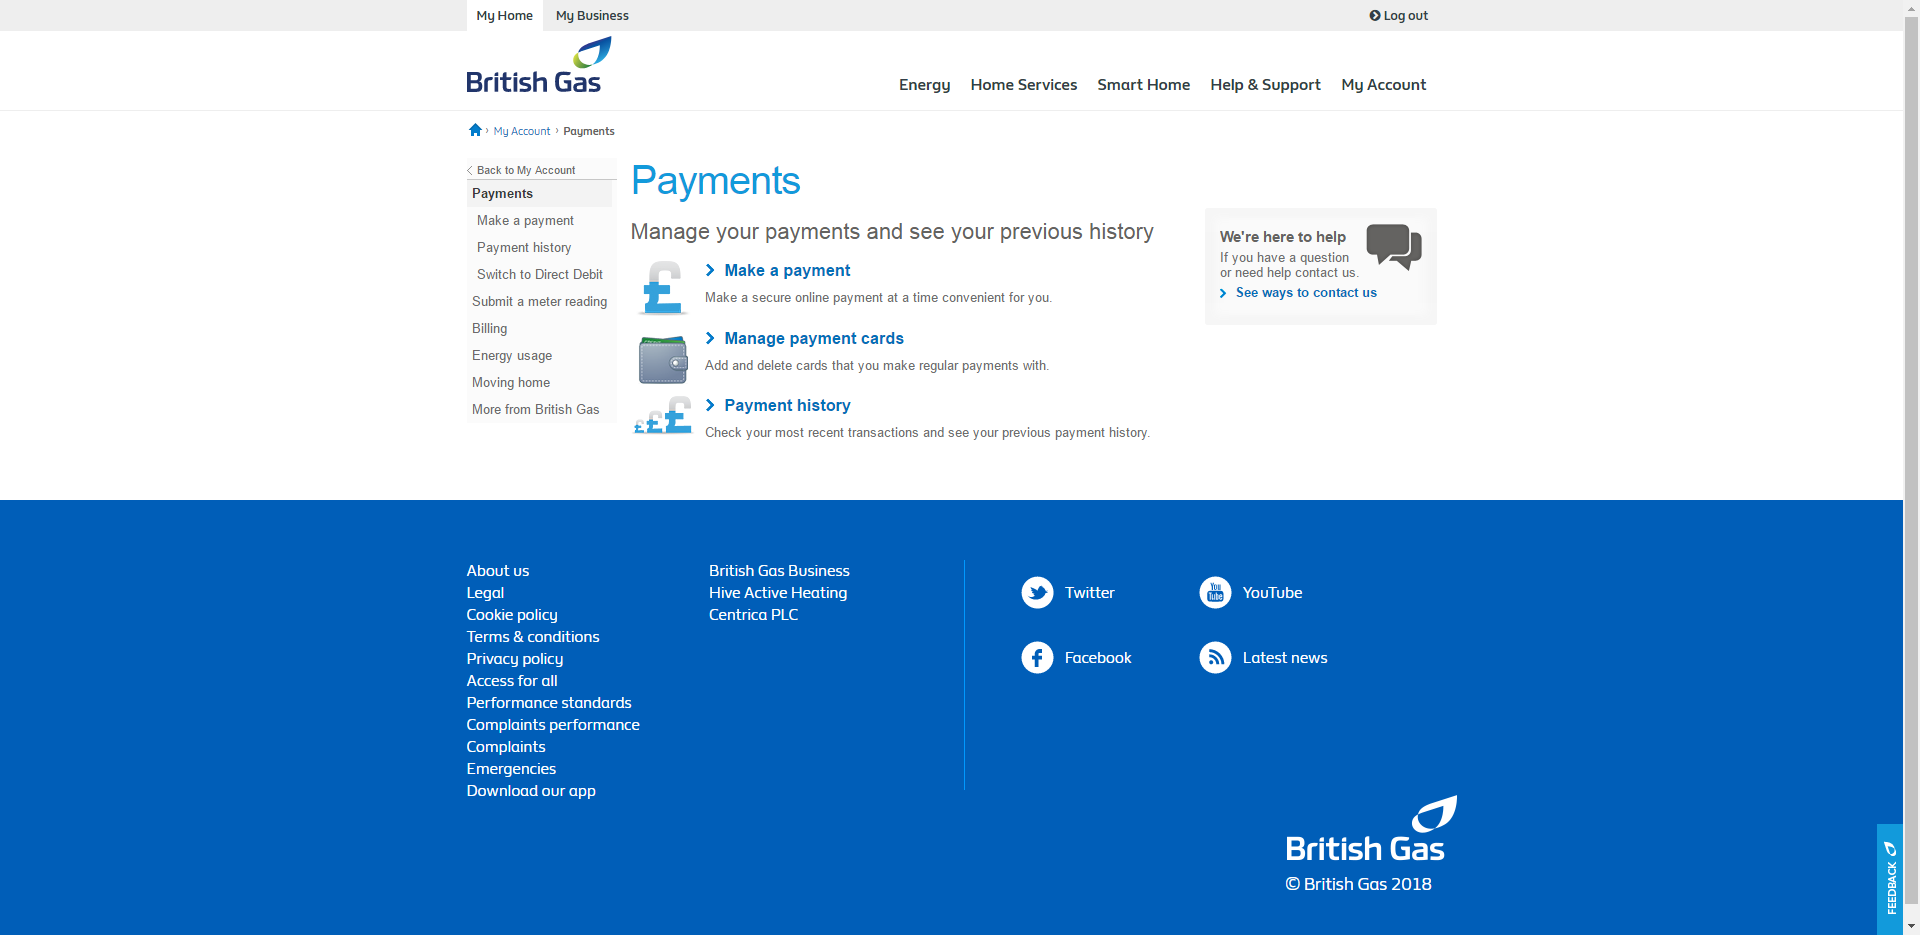 My Home
My Business
Log out
British Gas
Energy
Home Services
Smart Home
Help & Support
My Account
My Account
Payments
Back to My Account
Payments
Make a payment
Payment history
Switch to Direct Debit
Submit a meter reading
Billing
Energy usage
Moving home
More from British Gas
Payments
Manage your payments and see your previous history
Make a payment
Make a secure online payment at a time convenient for you.
Manage payment cards
Add and delete cards that you make regular payments with.
Payment history
Check your most recent transactions and see your previous payment history.
We're here to help
If you have a question
or need help contact us.
See ways to contact us
About us
Legal
Cookie policy
Terms & conditions
Privacy policy
Access for all
Performance standards
Complaints performance
Complaints
Emergencies
Download our app
British Gas Business
Hive Active Heating
Centrica PLC
Twitter
You
Tube
YouTube
Facebook
Latest news
British Gas
© British Gas 2018
FEEDBACK